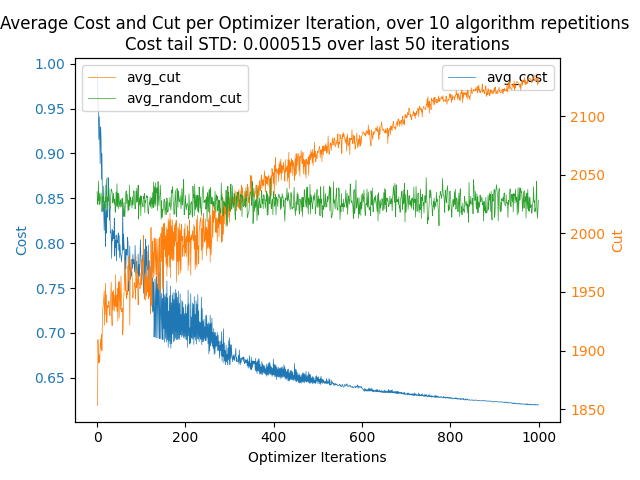 Average Cost and Cut per Optimizer Iteration, over 10 algorithm repetitions
Cost tail STD: 0.000515 over last 50 iterations
avg_cut
avg_random_cut
avg_cost
1.00
0.95
0.90
0.85
0.80
0.75
0.70
0.65
Cost
2100
2050
2000
1950
1900
1850
Cut
0 200 400 600 800 1000
Optimizer Iterations